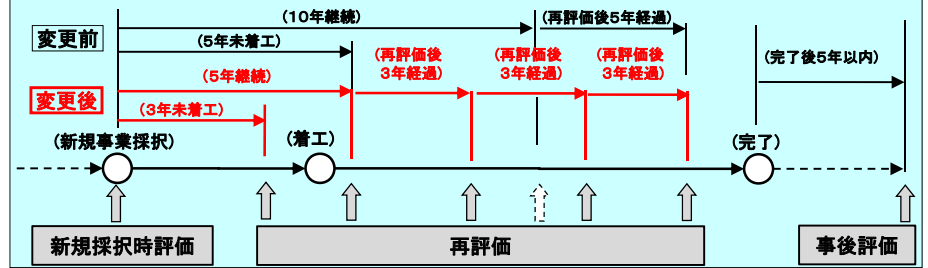 (10年継続)
(再評価後5年経過)
変更前
(5年未着工)
(再評価後
3年経過)
(再評価後
3年経過)
(再評価後
3年経過)
(完了後5年以内)
(5年継続)
変更後
(3年未着工)
(新規事業採択)
(着工)
(完了)
新規採択時評価
再評価
事後評価